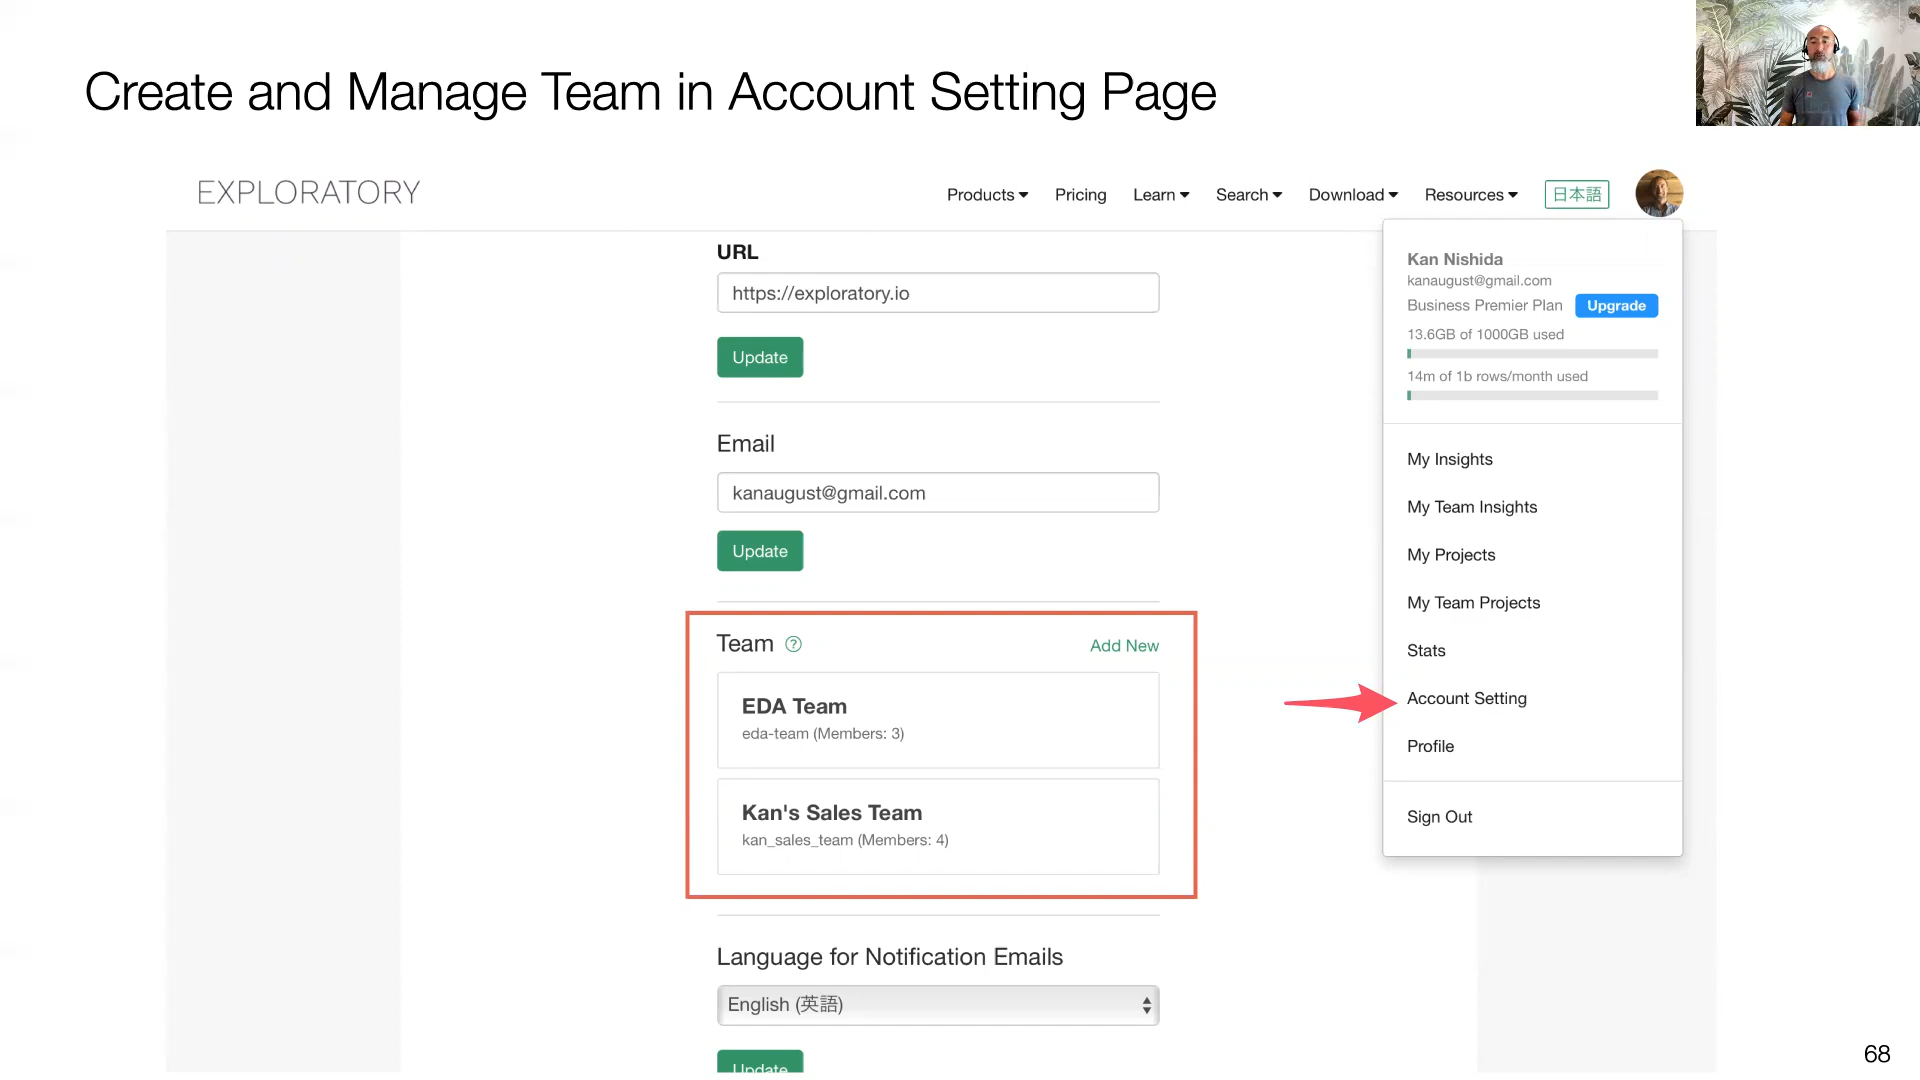 Create and Manage Team in Account Setting Page
EXPLORATORY
Products
Pricing
Learn
Search
Download
Resources
日本語
URL
https://exploratory.io
Update
Email
kanaugust@gmail.com
Update
Team ?
Add New
EDA Team
eda-team (Members: 3)
Kan's Sales Team
kan_sales_team (Members: 4)
Language for Notification Emails
English (英語)
Update
Kan Nishida
kanaugust@gmail.com
Business Premier Plan Upgrade
13.6GB of 1000GB used
14m of 1b rows/month used
My Insights
My Team Insights
My Projects
My Team Projects
Stats
Account Setting
Profile
Sign Out
68